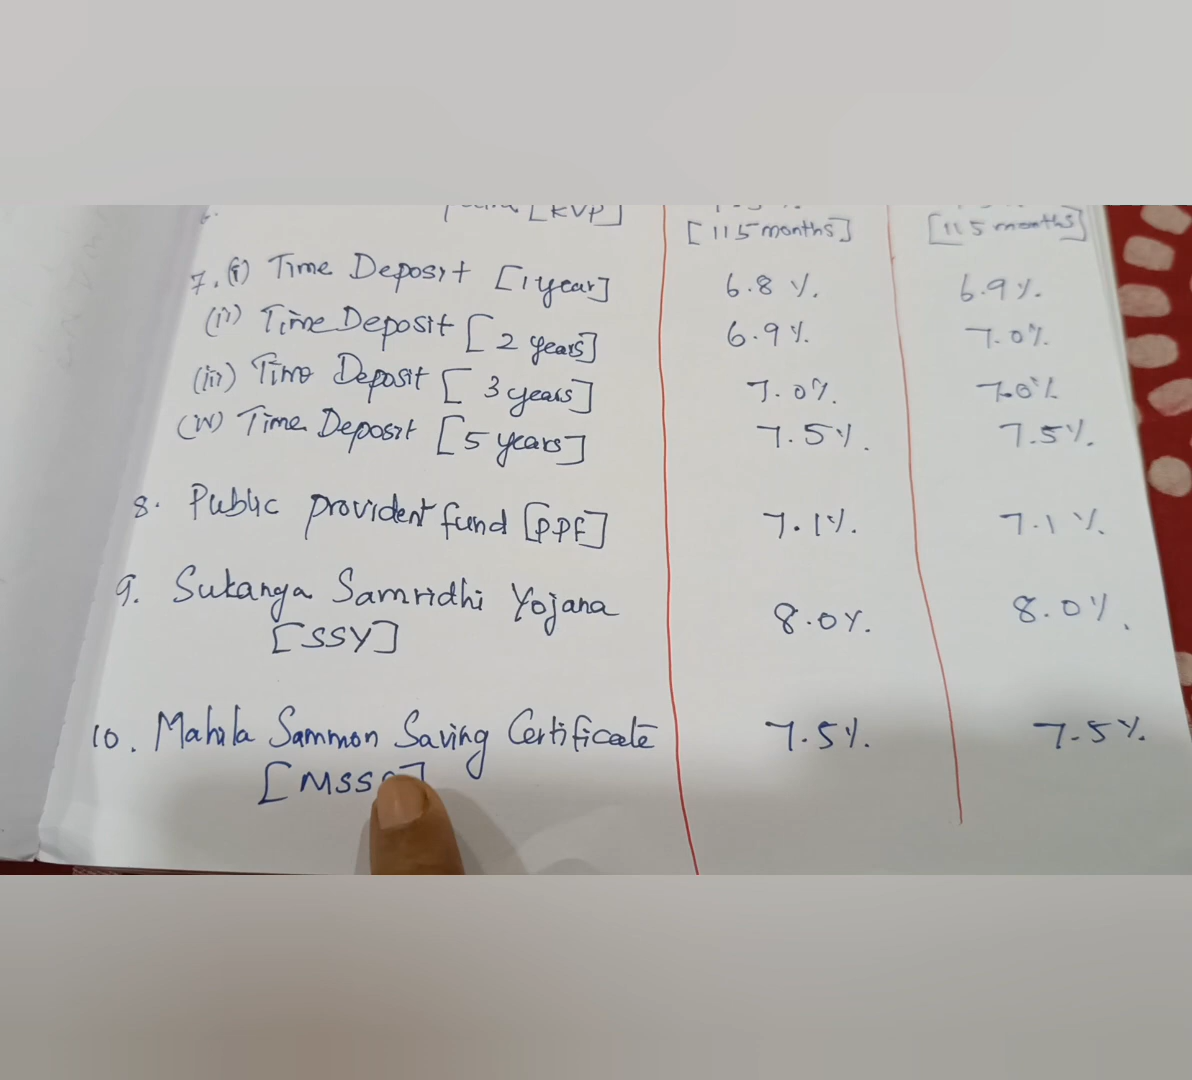 [KVP]
[115 months] [115 months]
7. (i) Time Deposit [1 year] 6.8 %. 6.9 %.
(ii) Time Deposit [2 years] 6.9 %. 7.0 %.
(iii) Time Deposit [3 years] 7.0 %. 7.0 %
(iv) Time Deposit [5 years] 7.5 %. 7.5 %.
8. Public provident fund [PPF] 7.1 %. 7.1 %.
9. Sukanya Samridhi Yojana 8.0 %. 8.0 %.
[SSY]
10. Mahila Samman Saving Certificate 7.5 %. 7.5 %.